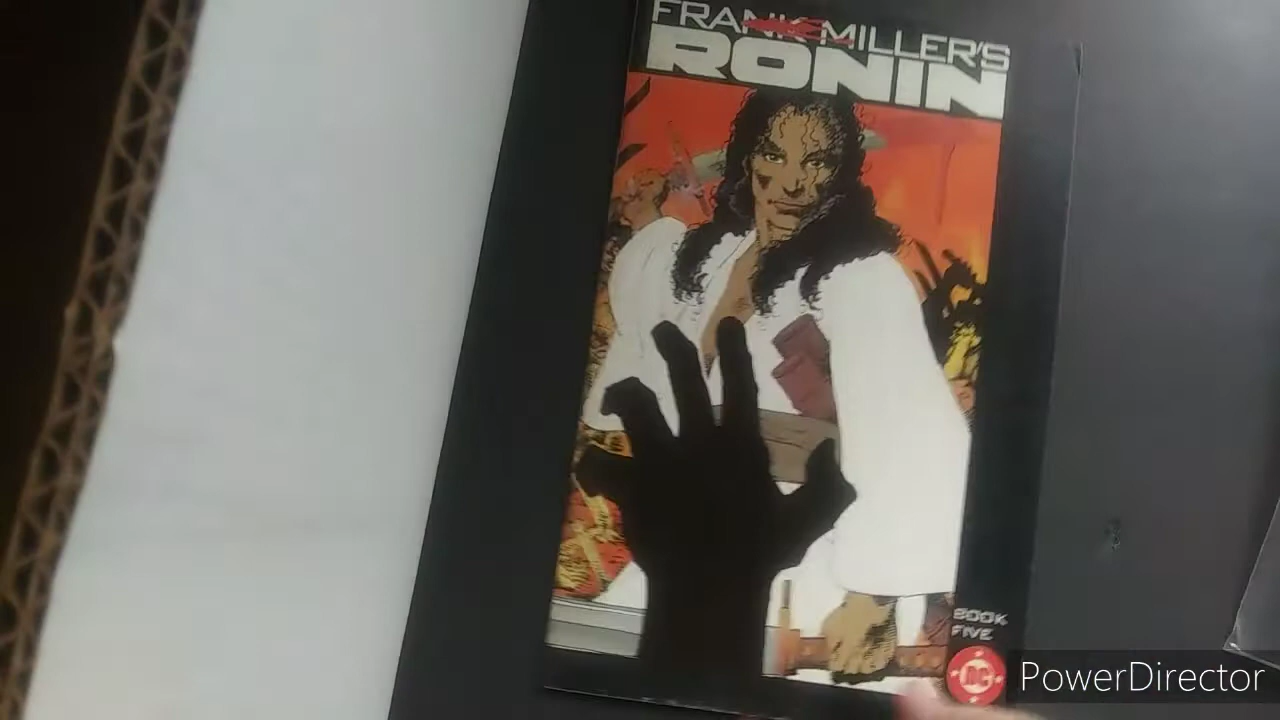 FRANK MILLER'S
RONIN
BOOK
FIVE
DC
PowerDirector